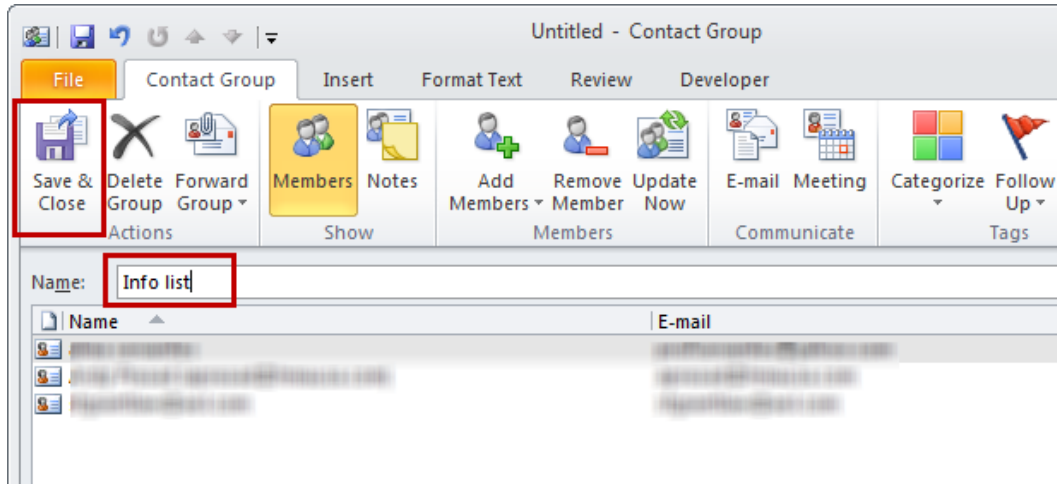 Untitled - Contact Group
File Contact Group Insert Format Text Review Developer
Save & Delete Forward Members Notes Add Remove Update E-mail Meeting Categorize Follow
Close Group Group Members Member Now Up
Actions Show Members Communicate Tags
Name: Info list
Name E-mail